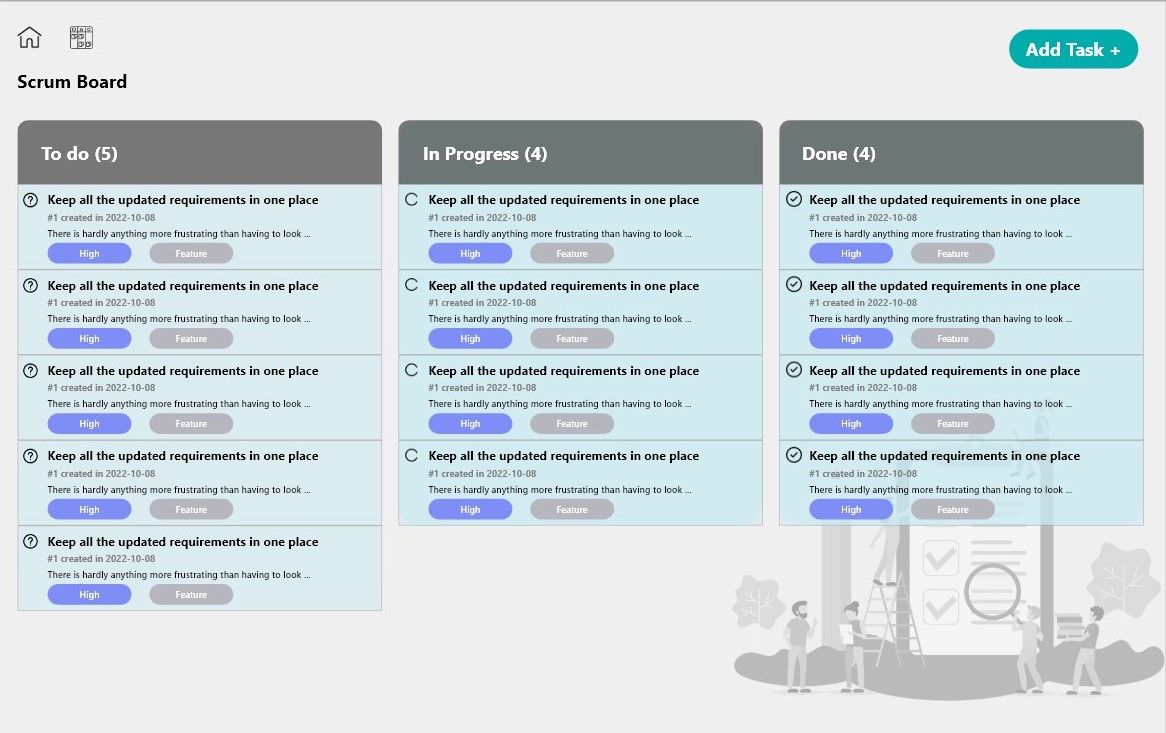 Add Task +
Scrum Board
To do (5)
Keep all the updated requirements in one place
#1 created in 2022-10-08
There is hardly anything more frustrating than having to look ...
High Feature
Keep all the updated requirements in one place
#1 created in 2022-10-08
There is hardly anything more frustrating than having to look ...
High Feature
Keep all the updated requirements in one place
#1 created in 2022-10-08
There is hardly anything more frustrating than having to look ...
High Feature
Keep all the updated requirements in one place
#1 created in 2022-10-08
There is hardly anything more frustrating than having to look ...
High Feature
Keep all the updated requirements in one place
#1 created in 2022-10-08
There is hardly anything more frustrating than having to look ...
High Feature
In Progress (4)
Keep all the updated requirements in one place
#1 created in 2022-10-08
There is hardly anything more frustrating than having to look ...
High Feature
Keep all the updated requirements in one place
#1 created in 2022-10-08
There is hardly anything more frustrating than having to look ...
High Feature
Keep all the updated requirements in one place
#1 created in 2022-10-08
There is hardly anything more frustrating than having to look ...
High Feature
Keep all the updated requirements in one place
#1 created in 2022-10-08
There is hardly anything more frustrating than having to look ...
High Feature
Done (4)
Keep all the updated requirements in one place
#1 created in 2022-10-08
There is hardly anything more frustrating than having to look ...
High Feature
Keep all the updated requirements in one place
#1 created in 2022-10-08
There is hardly anything more frustrating than having to look ...
High Feature
Keep all the updated requirements in one place
#1 created in 2022-10-08
There is hardly anything more frustrating than having to look ...
High Feature
Keep all the updated requirements in one place
#1 created in 2022-10-08
There is hardly anything more frustrating than having to look ...
High Feature